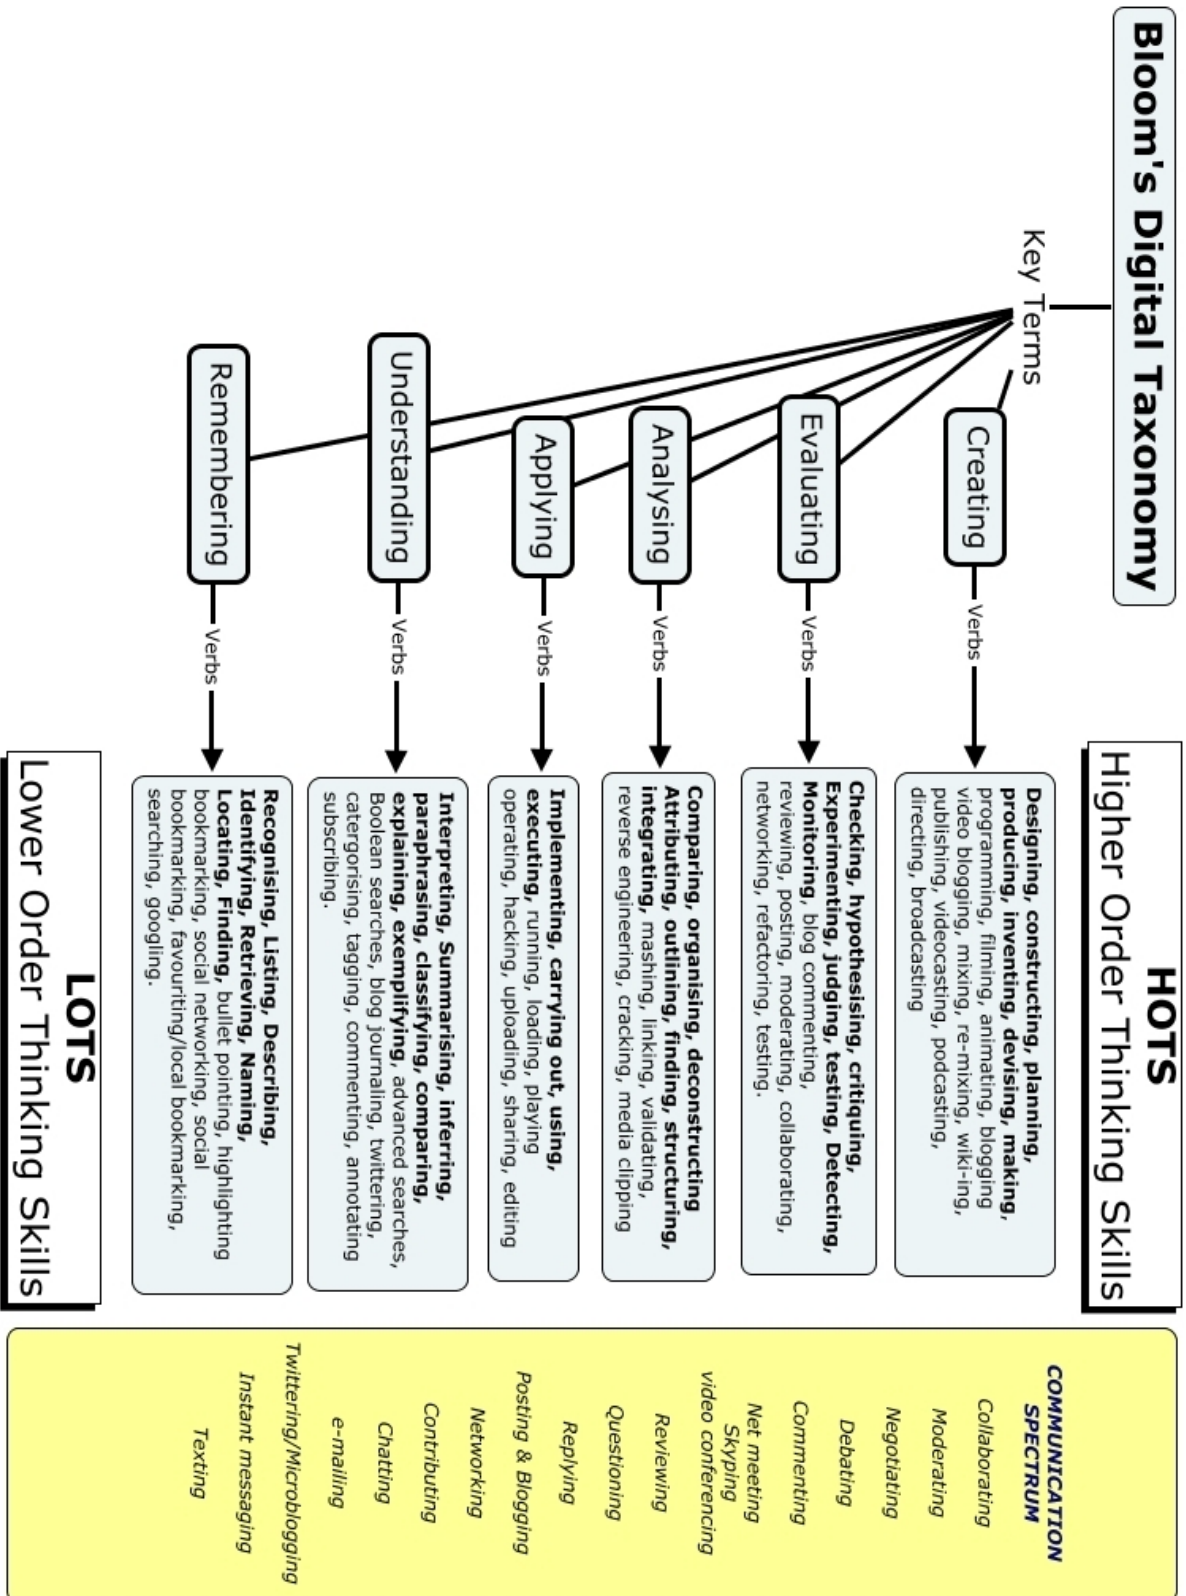 Bloom's Digital Taxonomy
Key Terms
HOTS
Higher Order Thinking Skills
Creating
Verbs
Designing, constructing, planning,
producing, inventing, devising, making,
programming, filming, animating, blogging
video blogging, mixing, re-mixing, wiki-ing,
publishing, videocasting, podcasting,
directing, broadcasting
Evaluating
Verbs
Checking, hypothesising, critiquing,
Experimenting, judging, testing, Detecting,
Monitoring, blog commenting,
reviewing, posting, moderating, collaborating,
networking, refactoring, testing.
Analysing
Verbs
Comparing, organising, deconstructing
Attributing, outlining, finding, structuring,
integrating, mashing, linking, validating,
reverse engineering, cracking, media clipping
Applying
Verbs
Implementing, carrying out, using,
executing, running, loading, playing
operating, hacking, uploading, sharing, editing
Understanding
Verbs
Interpreting, Summarising, inferring,
paraphrasing, classifying, comparing,
explaining, exemplifying, advanced searches,
Boolean searches, blog journaling, twittering,
catergorising, tagging, commenting, annotating
subscribing.
Remembering
Verbs
Recognising, Listing, Describing,
Identifying, Retrieving, Naming,
Locating, Finding, bullet pointing, highlighting
bookmarking, social networking, social
bookmarking, favouriting/local bookmarking,
searching, googling.
LOTS
Lower Order Thinking Skills
COMMUNICATION
SPECTRUM
Collaborating
Moderating
Negotiating
Debating
Commenting
Net meeting
Skyping
video conferencing
Reviewing
Questioning
Replying
Posting & Blogging
Networking
Contributing
Chatting
e-mailing
Twittering/Microblogging
Instant messaging
Texting